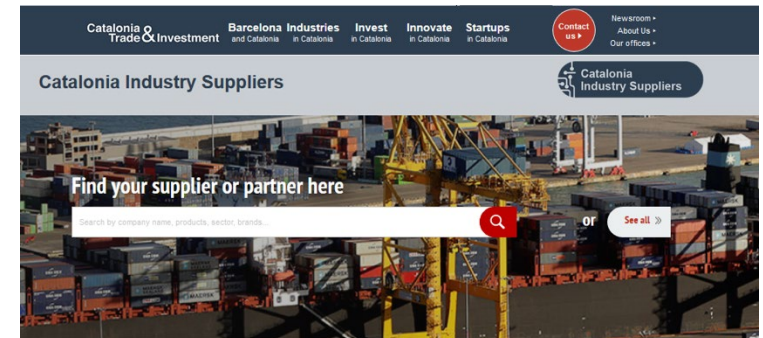 Catalonia & Trade Investment
Barcelona and Catalonia
Industries in Catalonia
Invest in Catalonia
Innovate in Catalonia
Startups in Catalonia
Contact us
Newsroom
About Us
Our offices
Catalonia Industry Suppliers
Catalonia
Industry Suppliers
Find your supplier or partner here
Search by company name, products, sector, brands...
or
See all »
MAERSK